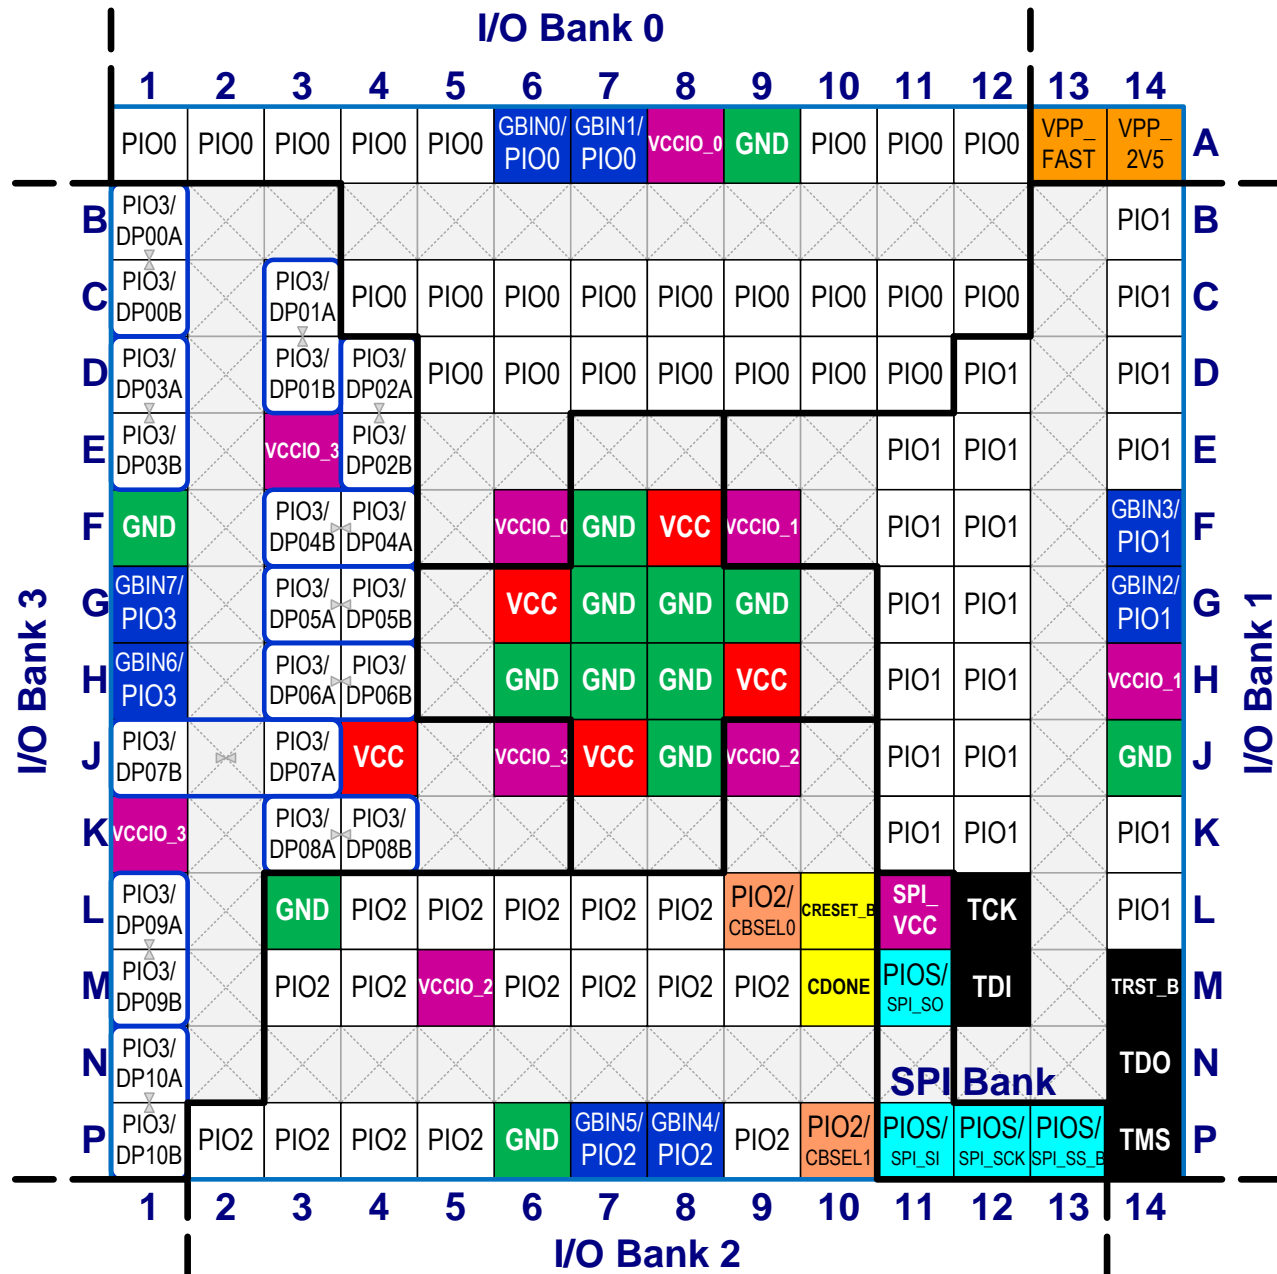 I/O Bank 0
1 2 3 4 5 6 7 8 9 10 11 12 13 14
PIO0 PIO0 PIO0 PIO0 PIO0 GBIN0/ PIO0 GBIN1/ PIO0 VCCIO_0 GND PIO0 PIO0 PIO0 VPP_ FAST VPP_ 2V5 A
B PIO3/ DP00A PIO1 B
C PIO3/ DP00B PIO3/ DP01A PIO0 PIO0 PIO0 PIO0 PIO0 PIO0 PIO0 PIO0 PIO0 PIO1 C
D PIO3/ DP03A PIO3/ DP01B PIO3/ DP02A PIO0 PIO0 PIO0 PIO0 PIO0 PIO0 PIO0 PIO1 PIO1 D
E PIO3/ DP03B VCCIO_3 PIO3/ DP02B PIO1 PIO1 PIO1 E
F GND PIO3/ DP04B PIO3/ DP04A VCCIO_0 GND VCC VCCIO_1 PIO1 PIO1 GBIN3/ PIO1 F
G GBIN7/ PIO3 PIO3/ DP05A PIO3/ DP05B VCC GND GND GND PIO1 PIO1 GBIN2/ PIO1 G
H GBIN6/ PIO3 PIO3/ DP06A PIO3/ DP06B GND GND GND VCC PIO1 PIO1 VCCIO_1 H
I/O Bank 3
I/O Bank 1
J PIO3/ DP07B PIO3/ DP07A VCC VCCIO_3 VCC GND VCCIO_2 PIO1 PIO1 GND J
K VCCIO_3 PIO3/ DP08A PIO3/ DP08B PIO1 PIO1 PIO1 K
L PIO3/ DP09A GND PIO2 PIO2 PIO2 PIO2 PIO2 PIO2/ CBSEL0 CRESET_B SPI_ VCC TCK PIO1 L
M PIO3/ DP09B PIO2 PIO2 VCCIO_2 PIO2 PIO2 PIO2 PIO2 CDONE PIOS/ SPI_SO TDI TRST_B M
N PIO3/ DP10A SPI Bank TDO N
P PIO3/ DP10B PIO2 PIO2 PIO2 PIO2 GND GBIN5/ PIO2 GBIN4/ PIO2 PIO2 PIO2/ CBSEL1 PIOS/ SPI_SI PIOS/ SPI_SCK PIOS/ SPI_SS_B TMS P
1 2 3 4 5 6 7 8 9 10 11 12 13 14
I/O Bank 2